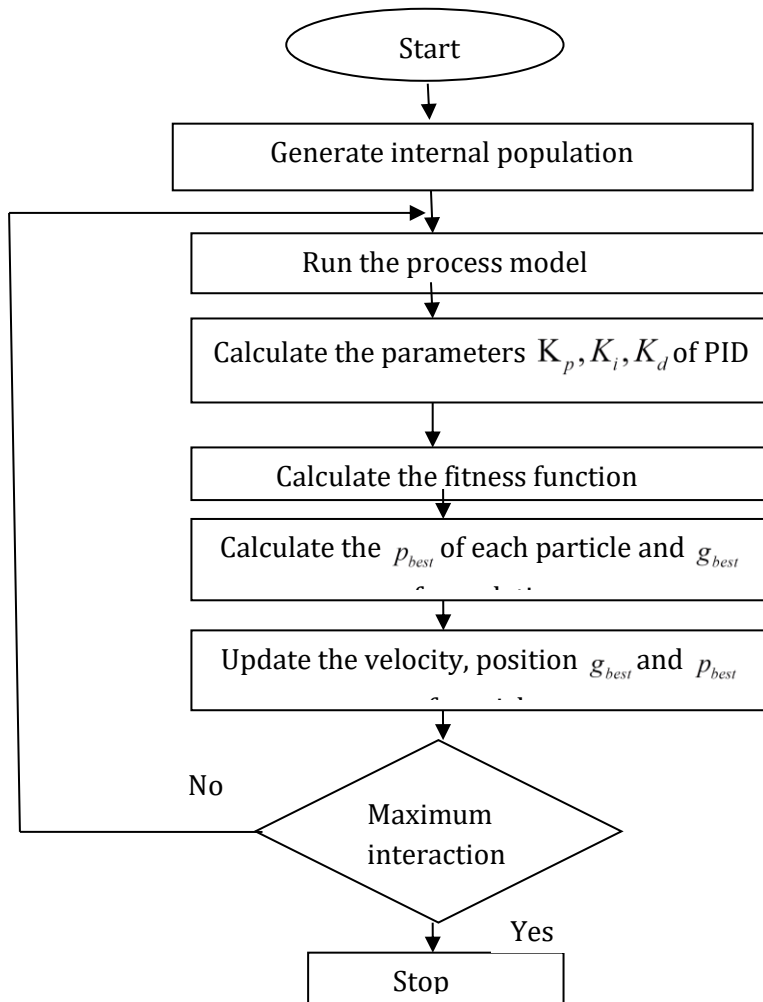 Start
Generate internal population
Run the process model
Calculate the parameters K_p, K_i, K_d of PID
Calculate the fitness function
Calculate the p_best of each particle and g_best
Update the velocity, position g_best and p_best
No
Maximum
interaction
Yes
Stop